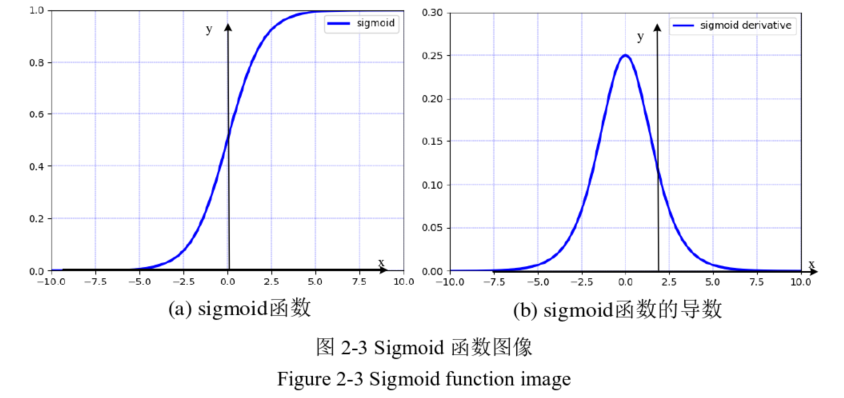 1.0
0.8
0.6
0.4
0.2
0.0
−10.0 −7.5 −5.0 −2.5 0.0 2.5 5.0 7.5 10.0
y
x
sigmoid
(a) sigmoid函数
0.30
0.25
0.20
0.15
0.10
0.05
0.00
−10.0 −7.5 −5.0 −2.5 0.0 2.5 5.0 7.5 10.0
y
x
sigmoid derivative
(b) sigmoid函数的导数
图 2-3 Sigmoid 函数图像
Figure 2-3 Sigmoid function image